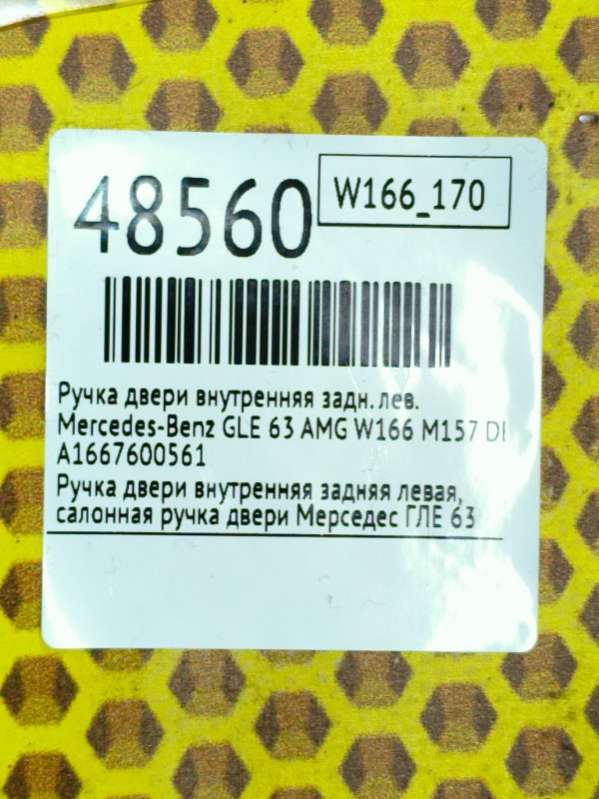 48560
W166_170
Ручка двери внутренняя задн. лев.
Mercedes-Benz GLE 63 AMG W166 M157
A1667600561
Ручка двери внутренняя задняя левая,
салонная ручка двери Мерседес ГЛЕ 63